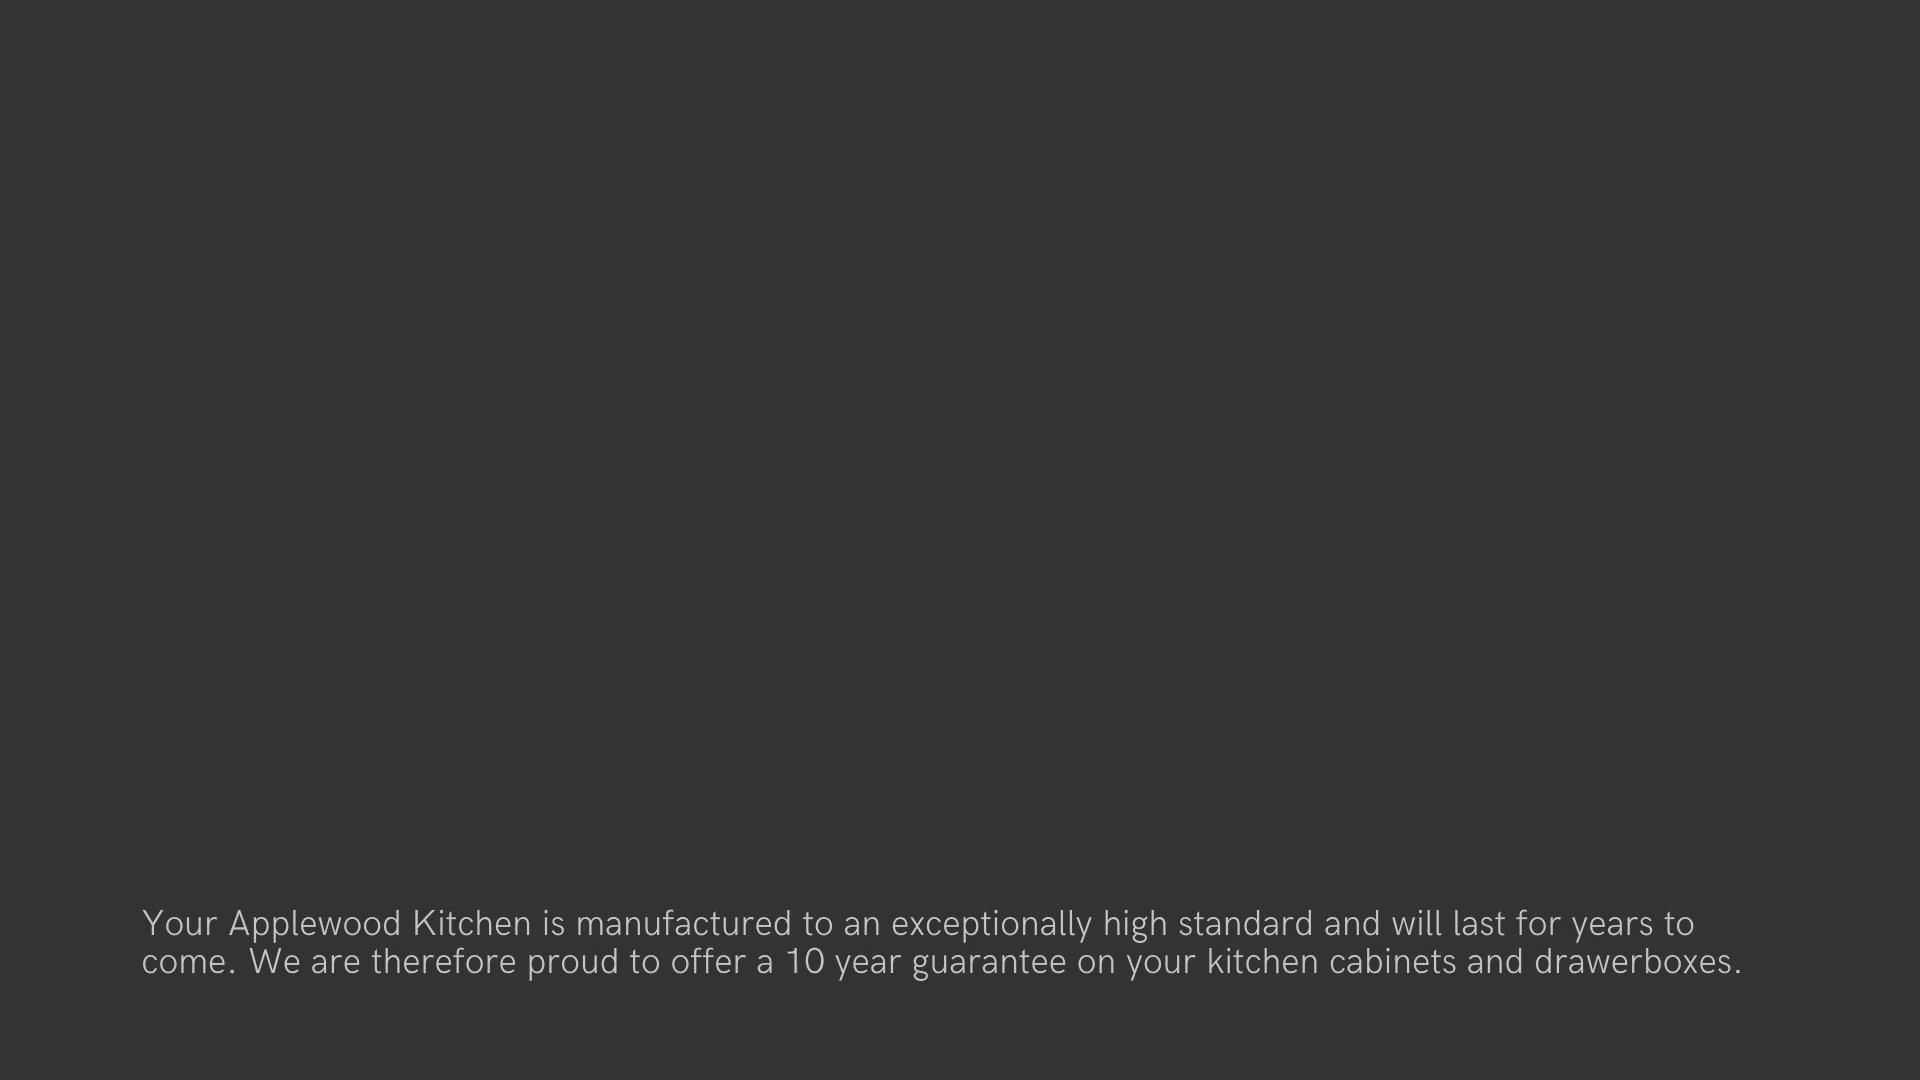 Your Applewood Kitchen is manufactured to an exceptionally high standard and will last for years to
come. We are therefore proud to offer a 10 year guarantee on your kitchen cabinets and drawerboxes.